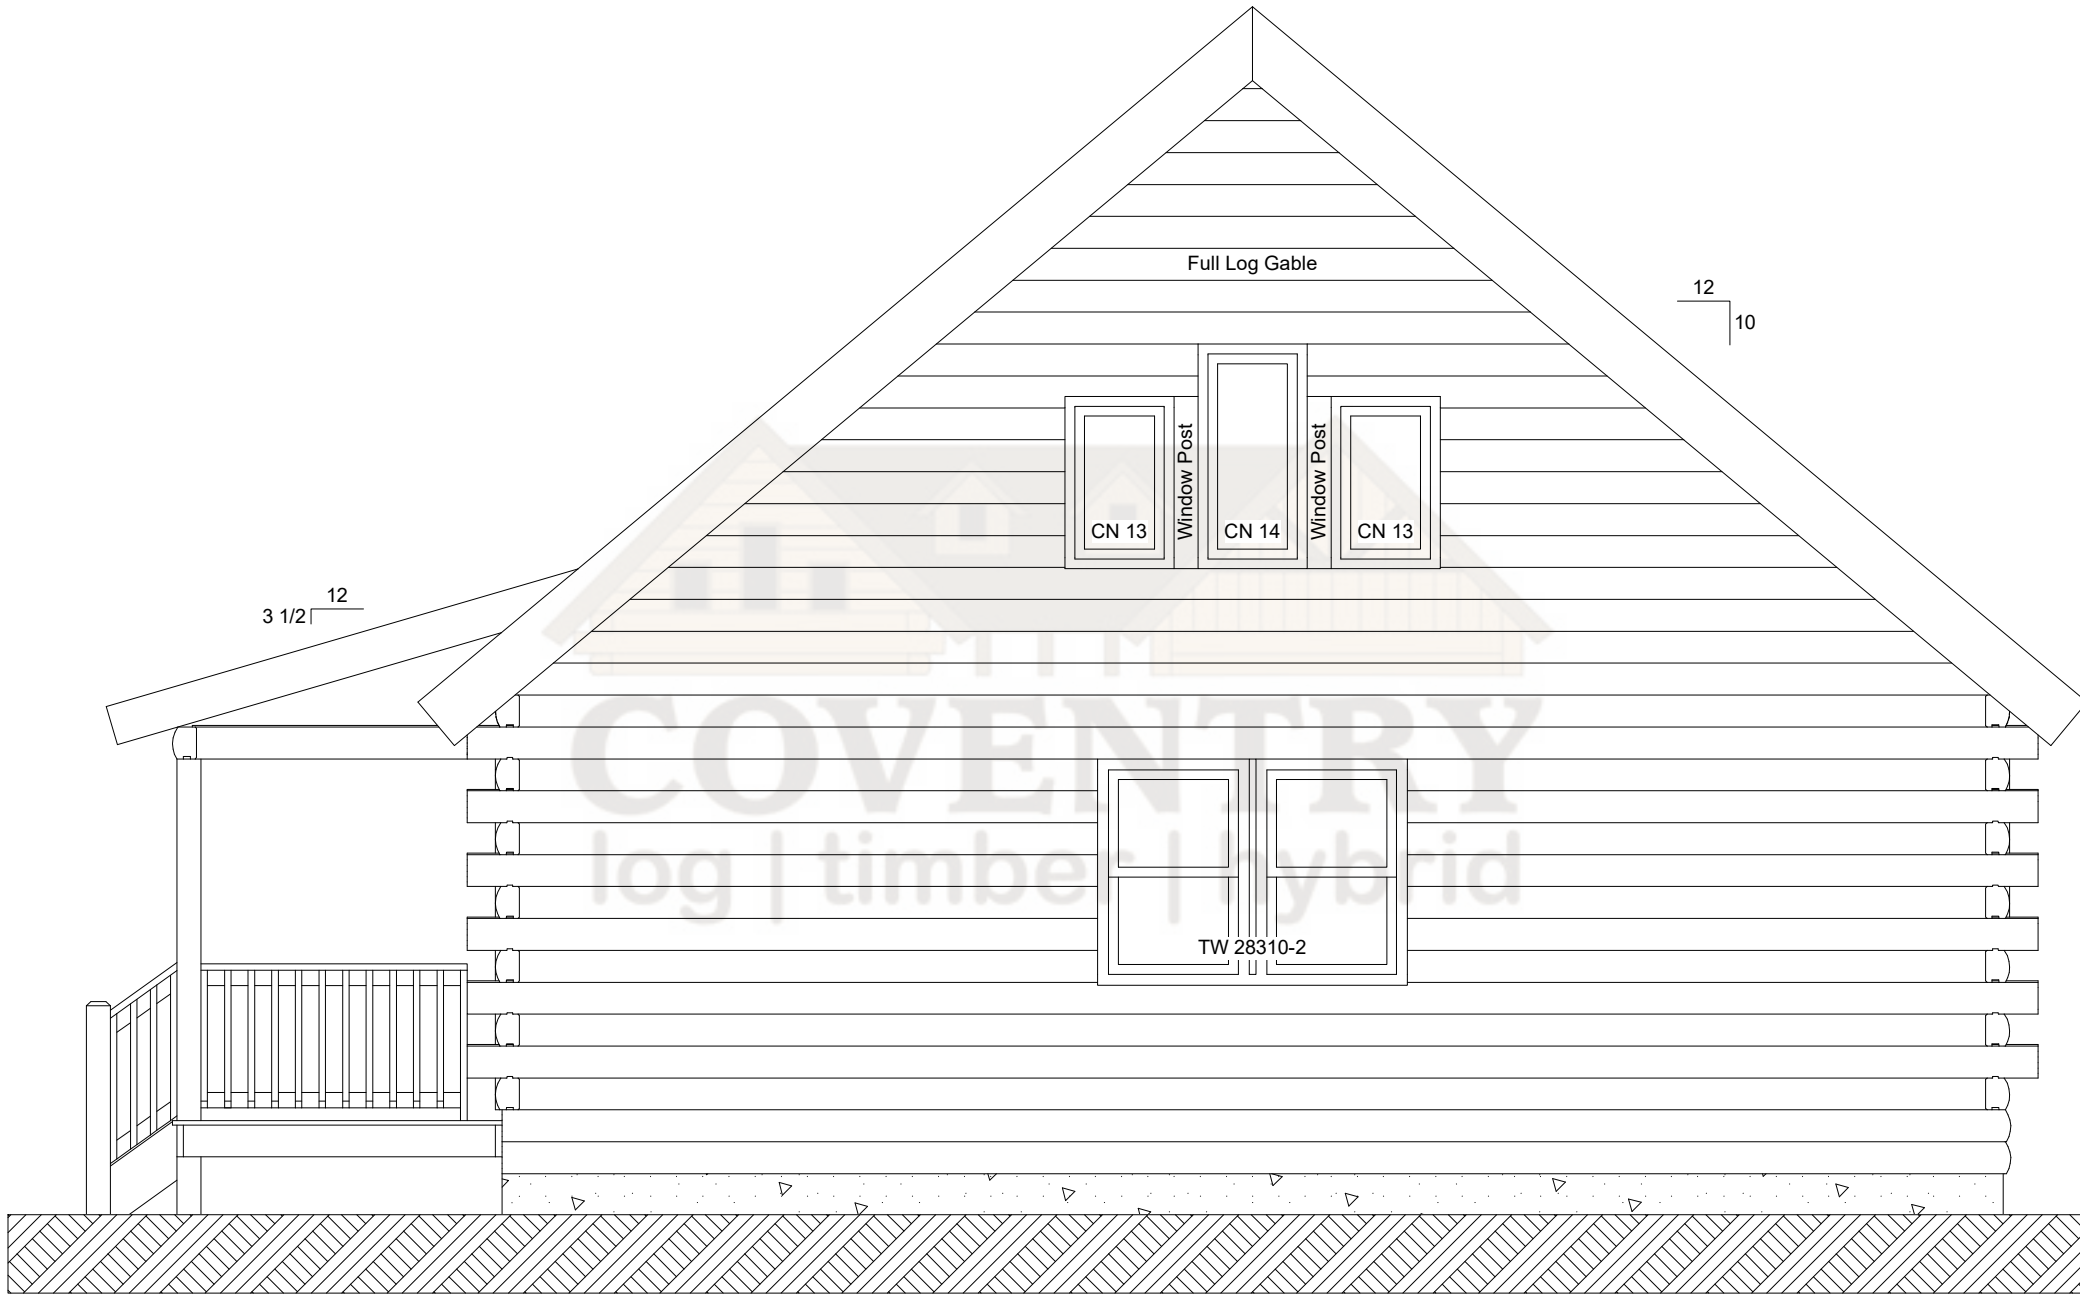 Full Log Gable
12
10
CN 13
Window Post
CN 14
Window Post
CN 13
12
3 1/2
COVENTRY
log | timber | hybrid
TW 28310-2